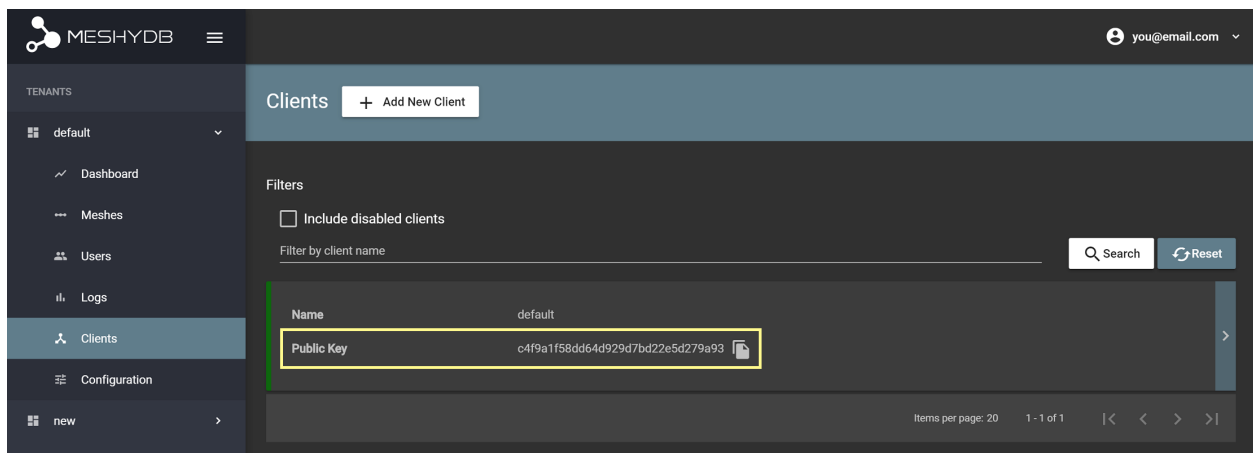 MESHYDB
you@email.com
TENANTS
default
Dashboard
Meshes
Users
Logs
Clients
Configuration
new
Clients
+ Add New Client
Filters
Include disabled clients
Filter by client name
Search
Reset
Name default
Public Key c4f9a1f58dd64d929d7bd22e5d279a93
Items per page: 20 1 - 1 of 1